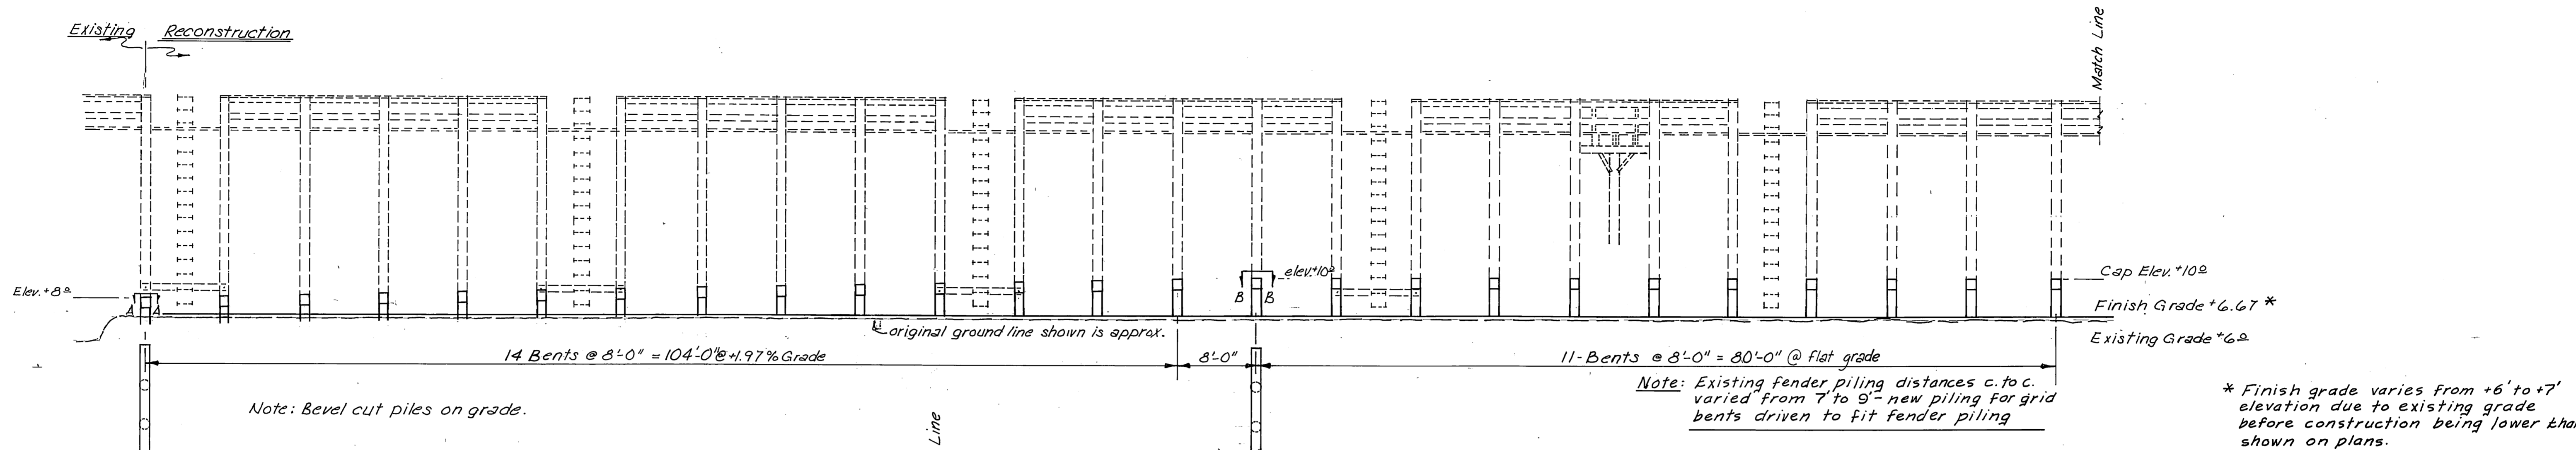 Existing Reconstruction
Match Line
Elev. +8º
A A
elev. +10º
B B
Cap Elev. +10º
Finish Grade +6.67 *
original ground line shown is approx.
Existing Grade +6º
14 Bents @ 8'-0" = 104'-0" @ +1.97% Grade
8'-0"
11-Bents @ 8'-0" = 80'-0" @ flat grade
Note: Bevel cut piles on grade.
Line
Note: Existing fender piling distances c. to c.
varied from 7' to 9' - new piling for grid
bents driven to fit fender piling
* Finish grade varies from +6' to +7'
elevation due to existing grade
before construction being lower than
shown on plans.